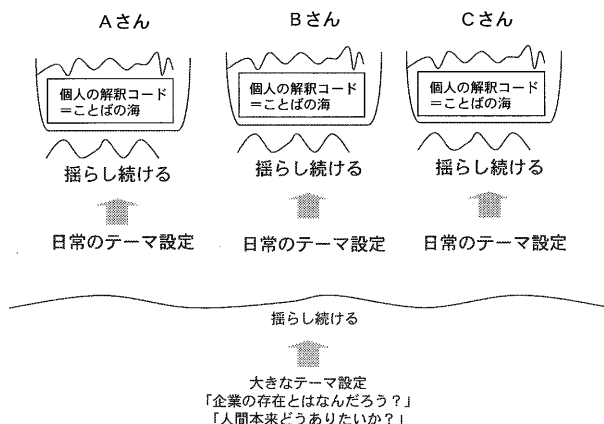 Aさん
Bさん
Cさん
個人の解釈コード
＝ことばの海
個人の解釈コード
＝ことばの海
個人の解釈コード
＝ことばの海
揺らし続ける
揺らし続ける
揺らし続ける
日常のテーマ設定
日常のテーマ設定
日常のテーマ設定
揺らし続ける
大きなテーマ設定
「企業の存在とはなんだろう？」
「人間本来どうありたいか？」